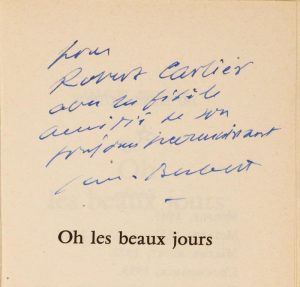 pour
Robert Carlier
avec la fidèle
amitié de son
toujours reconnaissant
Sam. Beckett
Oh les beaux jours